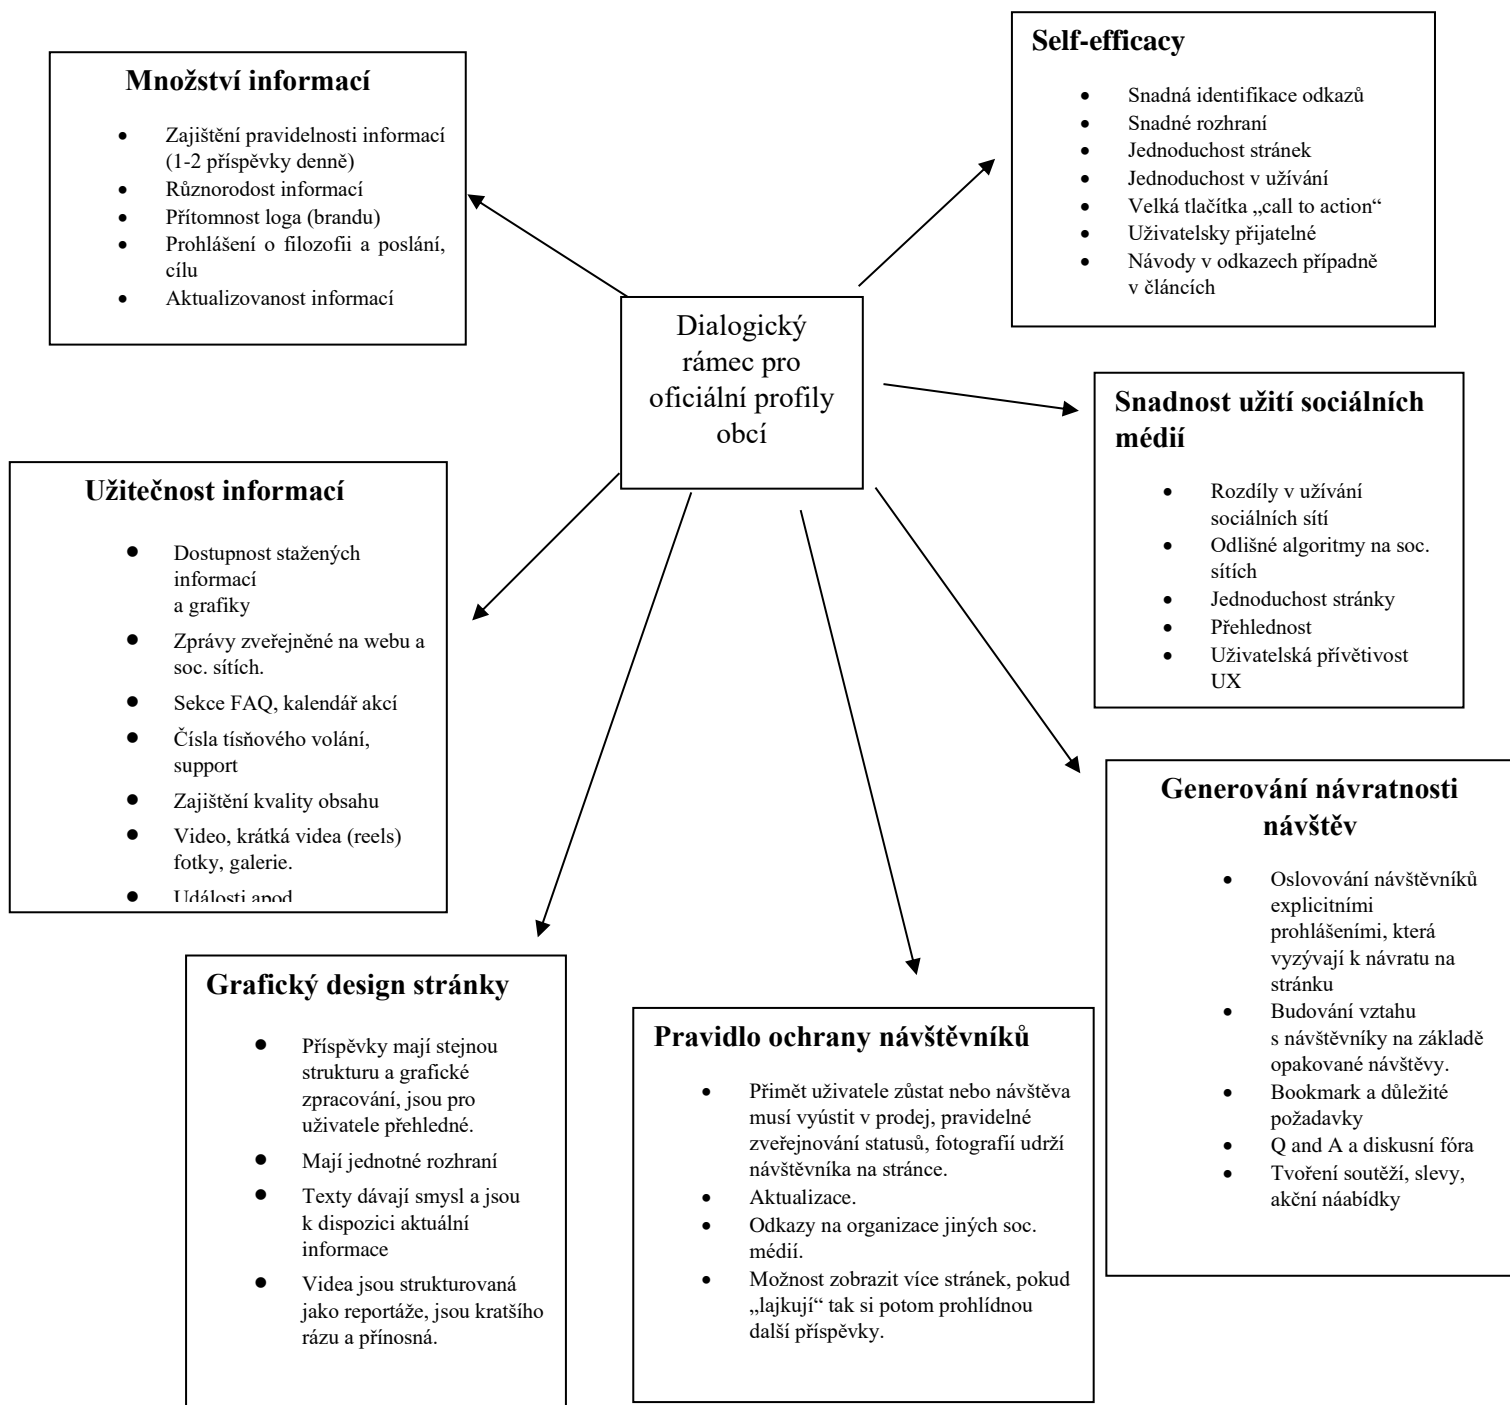 Self-efficacy
• Snadná identifikace odkazů
• Snadné rozhraní
• Jednoduchost stránek
• Jednoduchost v užívání
• Velká tlačítka „call to action“
• Uživatelsky přijatelné
• Návody v odkazech případně
v článcích
Množství informací
• Zajištění pravidelnosti informací
(1-2 příspěvky denně)
• Různorodost informací
• Přítomnost loga (brandu)
• Prohlášení o filozofii a poslání,
cílu
• Aktualizovanost informací
Dialogický
rámec pro
oficiální profily
obcí
Snadnost užití sociálních
médií
• Rozdíly v užívání
sociálních sítí
• Odlišné algoritmy na soc.
sítích
• Jednoduchost stránky
• Přehlednost
• Uživatelská přívětivost
UX
Užitečnost informací
• Dostupnost stažených
informací
a grafiky
• Zprávy zveřejněné na webu a
soc. sítích.
• Sekce FAQ, kalendář akcí
• Čísla tísňového volání,
support
• Zajištění kvality obsahu
• Video, krátká videa (reels)
fotky, galerie.
• Události apod
Generování návratnosti
návštěv
• Oslovování návštěvníků
explicitními
prohlášeními, která
vyzývají k návratu na
stránku
• Budování vztahu
s návštěvníky na základě
opakované návštěvy.
• Bookmark a důležité
požadavky
• Q and A a diskusní fóra
• Tvoření soutěží, slevy,
akční náabídky
Grafický design stránky
• Příspěvky mají stejnou
strukturu a grafické
zpracování, jsou pro
uživatele přehledné.
• Mají jednotné rozhraní
• Texty dávají smysl a jsou
k dispozici aktuální
informace
• Videa jsou strukturovaná
jako reportáže, jsou kratšího
rázu a přínosná.
Pravidlo ochrany návštěvníků
• Přimět uživatele zůstat nebo návštěva
musí vyústit v prodej, pravidelné
zveřejnování statusů, fotografií udrží
návštěvníka na stránce.
• Aktualizace.
• Odkazy na organizace jiných soc.
médií.
• Možnost zobrazit více stránek, pokud
„lajkují“ tak si potom prohlídnou
další příspěvky.